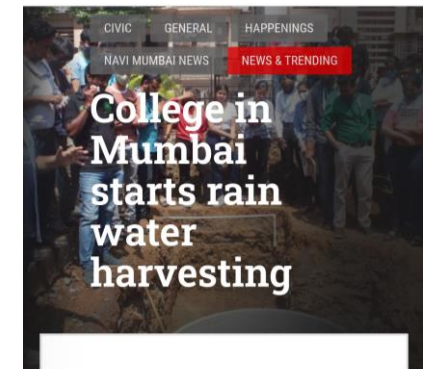 CIVIC GENERAL HAPPENINGS
NAVI MUMBAI NEWS NEWS & TRENDING
College in
Mumbai
starts rain
water
harvesting